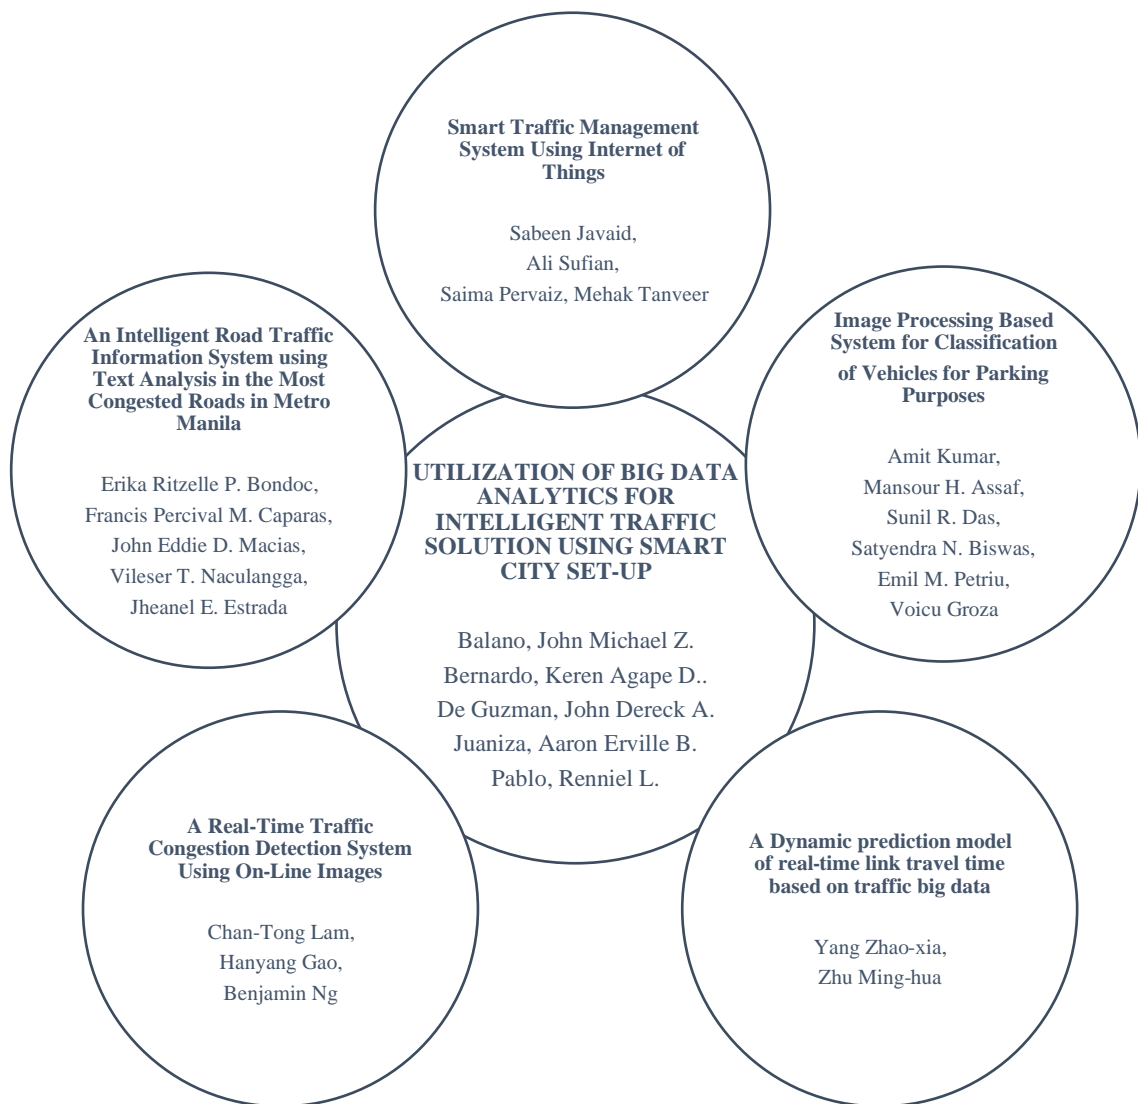 Smart Traffic Management
System Using Internet of
Things
Sabeen Javaid,
Ali Sufian,
Saima Pervaiz, Mehak Tanveer
An Intelligent Road Traffic
Information System using
Text Analysis in the Most
Congested Roads in Metro
Manila
Erika Ritzelle P. Bondoc,
Francis Percival M. Caparas,
John Eddie D. Macias,
Vileser T. Naculangga,
Jheanel E. Estrada
Image Processing Based
System for Classification
of Vehicles for Parking
Purposes
Amit Kumar,
Mansour H. Assaf,
Sunil R. Das,
Satyendra N. Biswas,
Emil M. Petriu,
Voicu Groza
UTILIZATION OF BIG DATA
ANALYTICS FOR
INTELLIGENT TRAFFIC
SOLUTION USING SMART
CITY SET-UP
Balano, John Michael Z.
Bernardo, Keren Agape D..
De Guzman, John Dereck A.
Juaniza, Aaron Erville B.
Pablo, Renniel L.
A Real-Time Traffic
Congestion Detection System
Using On-Line Images
Chan-Tong Lam,
Hanyang Gao,
Benjamin Ng
A Dynamic prediction model
of real-time link travel time
based on traffic big data
Yang Zhao-xia,
Zhu Ming-hua